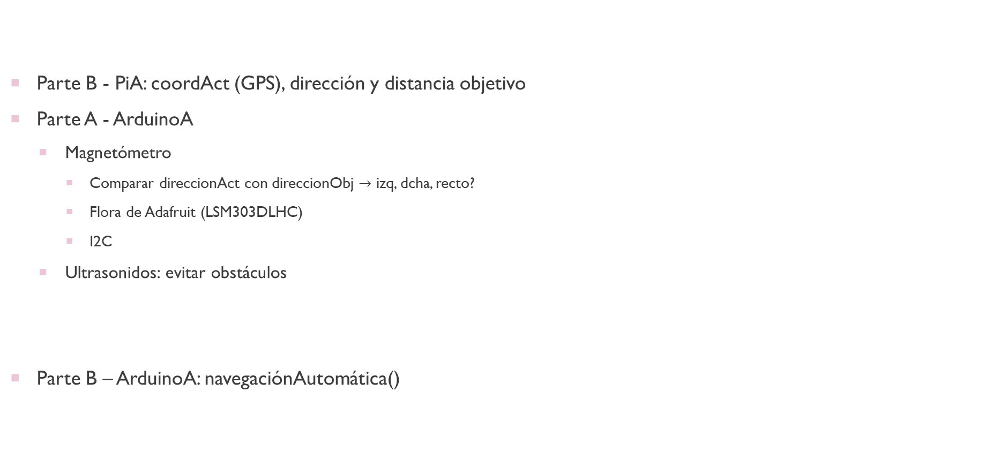 Parte B - PiA: coordAct (GPS), dirección y distancia objetivo
Parte A - ArduinoA
Magnetómetro
Comparar direccionAct con direccionObj → izq, dcha, recto?
Flora de Adafruit (LSM303DLHC)
I2C
Ultrasonidos: evitar obstáculos
Parte B – ArduinoA: navegaciónAutomática()